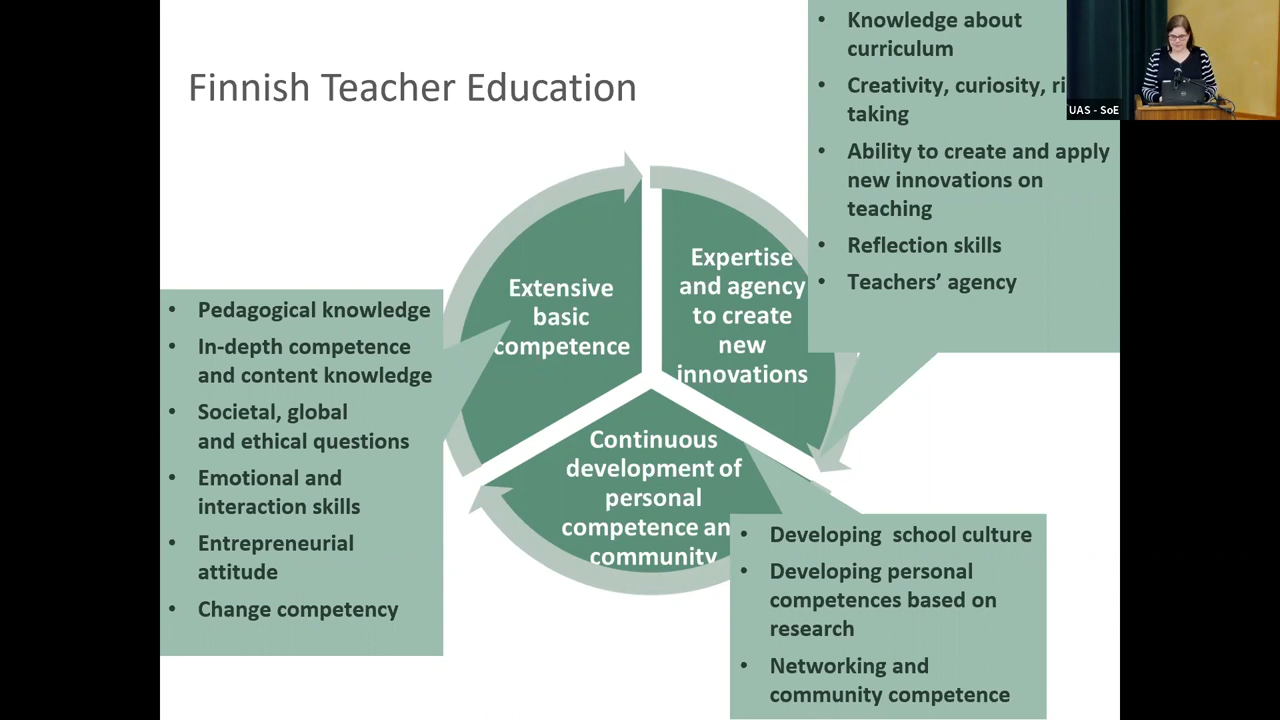 Finnish Teacher Education
Knowledge about
curriculum
Creativity, curiosity,
taking
Ability to create and apply
new innovations on
teaching
Reflection skills
Teachers’ agency
UAS - SoE
Extensive
basic
competence
Expertise
and agency
to create
new
innovations
Continuous
development of
personal
competence
community
Pedagogical knowledge
In-depth competence
and content knowledge
Societal, global
and ethical questions
Emotional and
interaction skills
Entrepreneurial
attitude
Change competency
Developing school culture
Developing personal
competences based on
research
Networking and
community competence